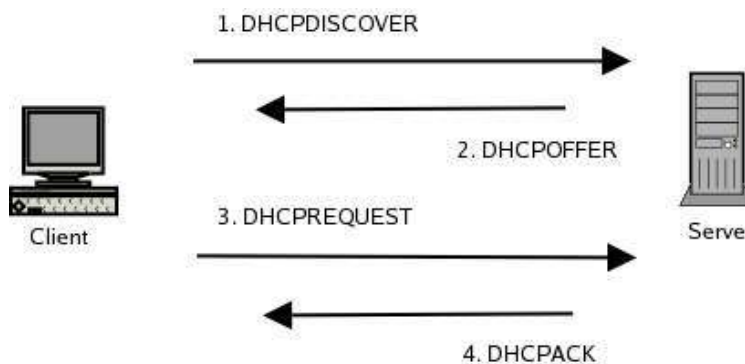 1. DHCPDISCOVER
2. DHCPOFFER
Client
3. DHCPREQUEST
Serve
4. DHCPACK